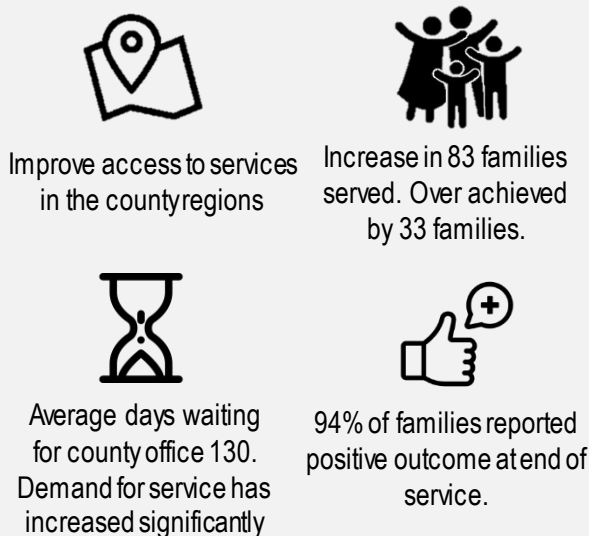 Improve access to services
in the county regions
Increase in 83 families
served. Over achieved
by 33 families.
Average days waiting
for county office 130.
Demand for service has
increased significantly
94% of families reported
positive outcome at end of
service.